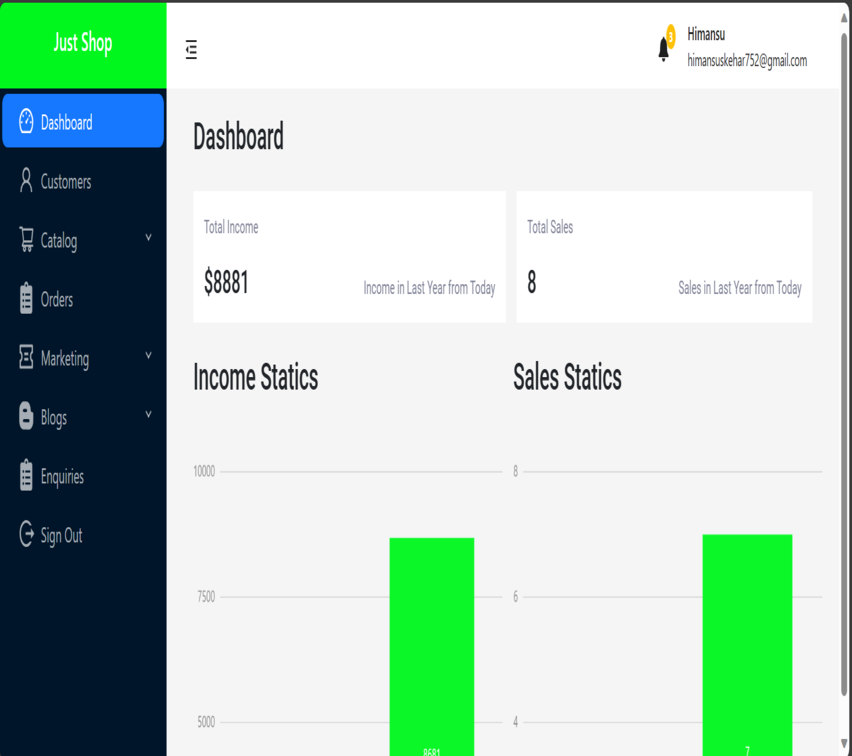 Just Shop
3
Himansu
himansuskehar752@gmail.com
Dashboard
Customers
Catalog
Orders
Marketing
Blogs
Enquiries
Sign Out
Dashboard
Total Income
$8881
Income in Last Year from Today
Total Sales
8
Sales in Last Year from Today
Income Statics
10000
7500
5000
8681
Sales Statics
8
6
4
7